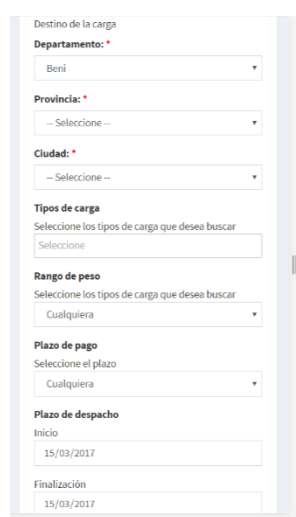 Destino de la carga
Departamento: *
Beni
Provincia: *
-- Seleccione --
Ciudad: *
-- Seleccione --
Tipos de carga
Seleccione los tipos de carga que desea buscar
Seleccione
Rango de peso
Seleccione los tipos de carga que desea buscar
Cualquiera
Plazo de pago
Seleccione el plazo
Cualquiera
Plazo de despacho
Inicio
15/03/2017
Finalización
15/03/2017